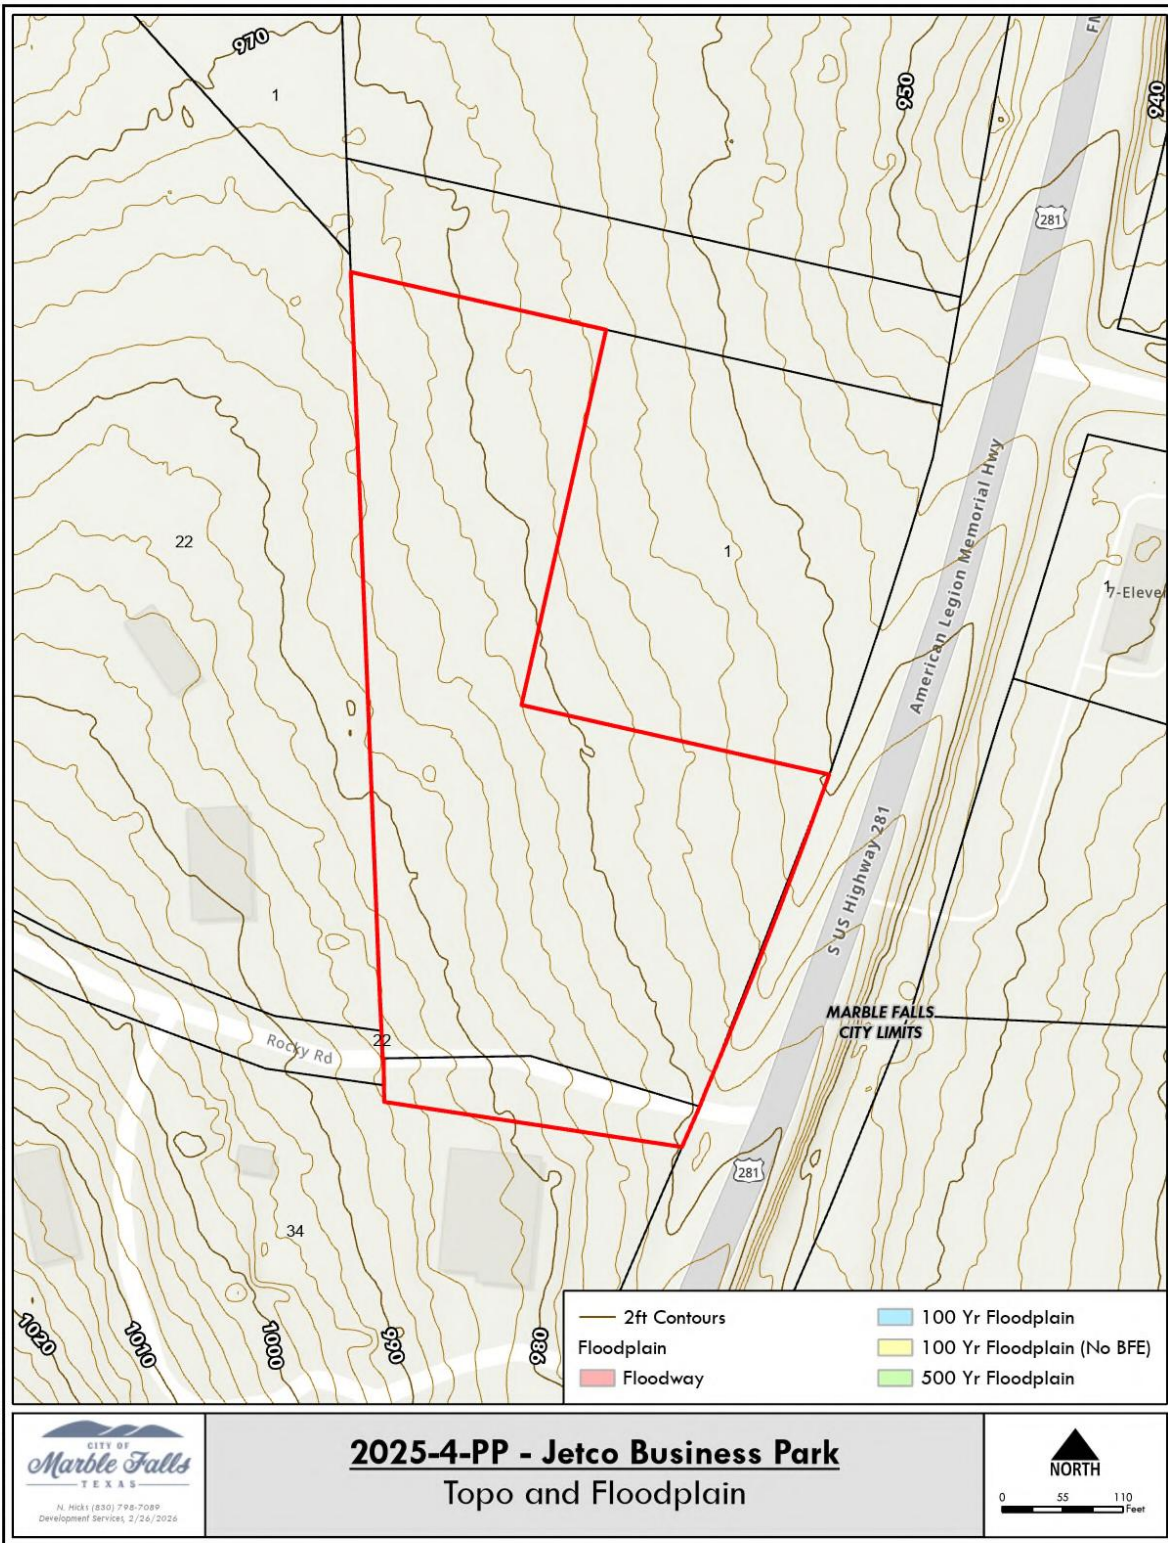 970
1
950
940
FM
281
22
1
American Legion Memorial Hwy
1
7-Eleve
S US Highway 281
MARBLE FALLS
CITY LIMITS
22
Rocky Rd
281
34
1020
1010
1000
990
980
2ft Contours
Floodplain
Floodway
100 Yr Floodplain
100 Yr Floodplain (No BFE)
500 Yr Floodplain
CITY OF
Marble Falls
TEXAS
N. Hicks (830) 798-7089
Development Services, 2/26/2026
2025-4-PP - Jetco Business Park
Topo and Floodplain
NORTH
0 55 110
Feet